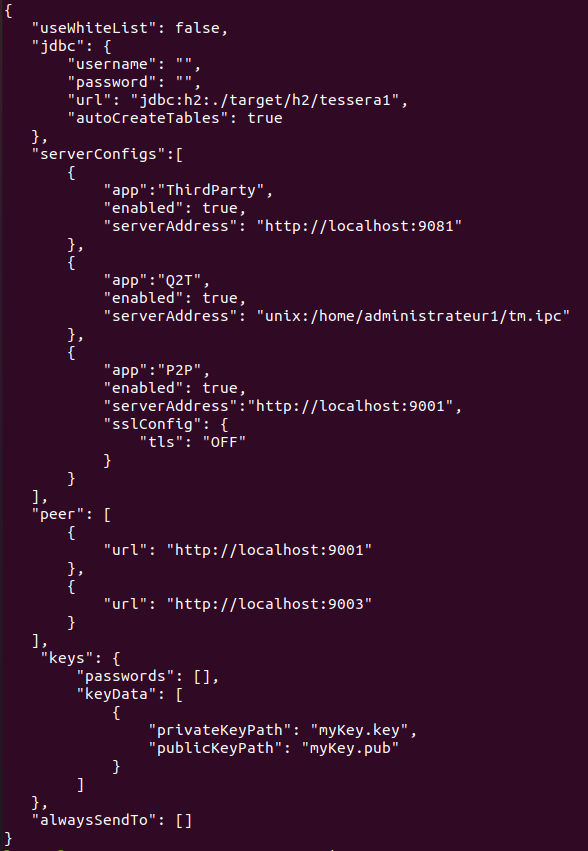 {
   "useWhiteList": false,
   "jdbc": {
       "username": "",
       "password": "",
       "url": "jdbc:h2:./target/h2/tessera1",
       "autoCreateTables": true
   },
   "serverConfigs":[
       {
           "app":"ThirdParty",
           "enabled": true,
           "serverAddress": "http://localhost:9081"
       },
       {
           "app":"Q2T",
           "enabled": true,
           "serverAddress": "unix:/home/administrateur1/tm.ipc"
       },
       {
           "app":"P2P",
           "enabled": true,
           "serverAddress":"http://localhost:9001",
           "sslConfig": {
               "tls": "OFF"
           }
       }
   ],
   "peer": [
       {
           "url": "http://localhost:9001"
       },
       {
           "url": "http://localhost:9003"
       }
   ],
    "keys": {
        "passwords": [],
        "keyData": [
            {
                "privateKeyPath": "myKey.key",
                "publicKeyPath": "myKey.pub"
            }
        ]
   },
   "alwaysSendTo": []
}